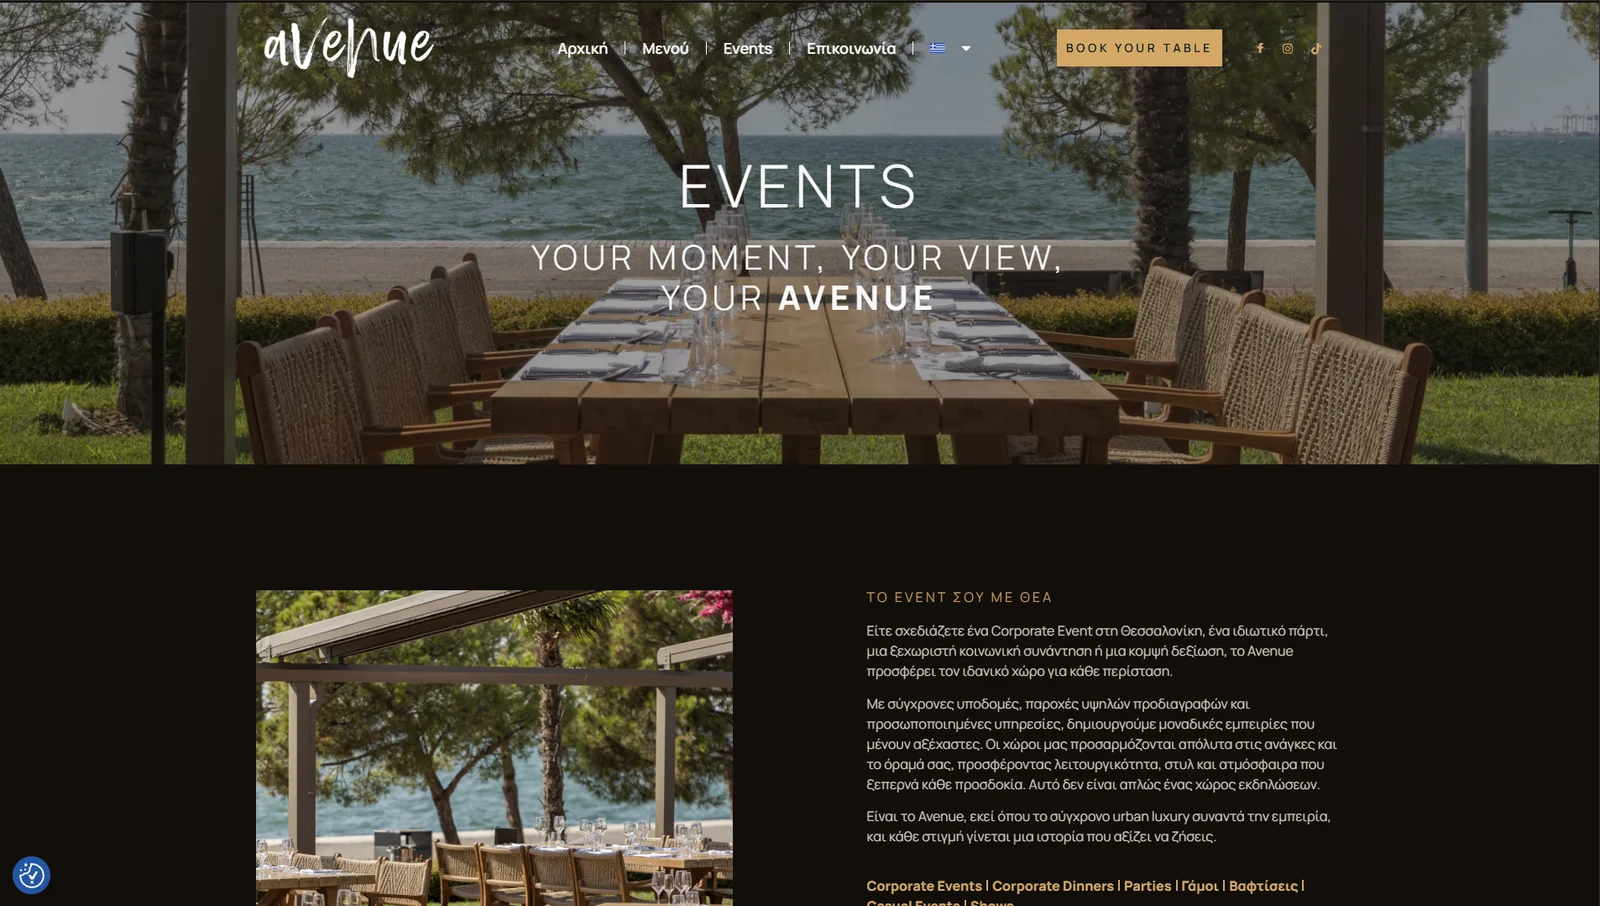 avenue
Αρχική
Μενού
Events
Επικοινωνία
BOOK YOUR TABLE
EVENTS
YOUR MOMENT, YOUR VIEW,
YOUR AVENUE
ΤΟ EVENT ΣΟΥ ΜΕ ΘΕΑ
Είτε σχεδιάζετε ένα Corporate Event στη Θεσσαλονίκη, ένα ιδιωτικό πάρτι,
μια ξεχωριστή κοινωνική συνάντηση ή μια κομψή δεξίωση, το Avenue
προσφέρει τον ιδανικό χώρο για κάθε περίσταση.
Με σύγχρονες υποδομές, παροχές υψηλών προδιαγραφών και
προσωποποιημένες υπηρεσίες, δημιουργούμε μοναδικές εμπειρίες που
μένουν αξέχαστες. Οι χώροι μας προσαρμόζονται απόλυτα στις ανάγκες και
το όραμά σας, προσφέροντας λειτουργικότητα, στυλ και ατμόσφαιρα που
ξεπερνά κάθε προσδοκία. Αυτό δεν είναι απλώς ένας χώρος εκδηλώσεων.
Είναι το Avenue, εκεί όπου το σύγχρονο urban luxury συναντά την εμπειρία,
και κάθε στιγμή γίνεται μια ιστορία που αξίζει να ζήσεις.
Corporate Events | Corporate Dinners | Parties | Γάμοι | Βαφτίσεις |
Casual Events | Shows